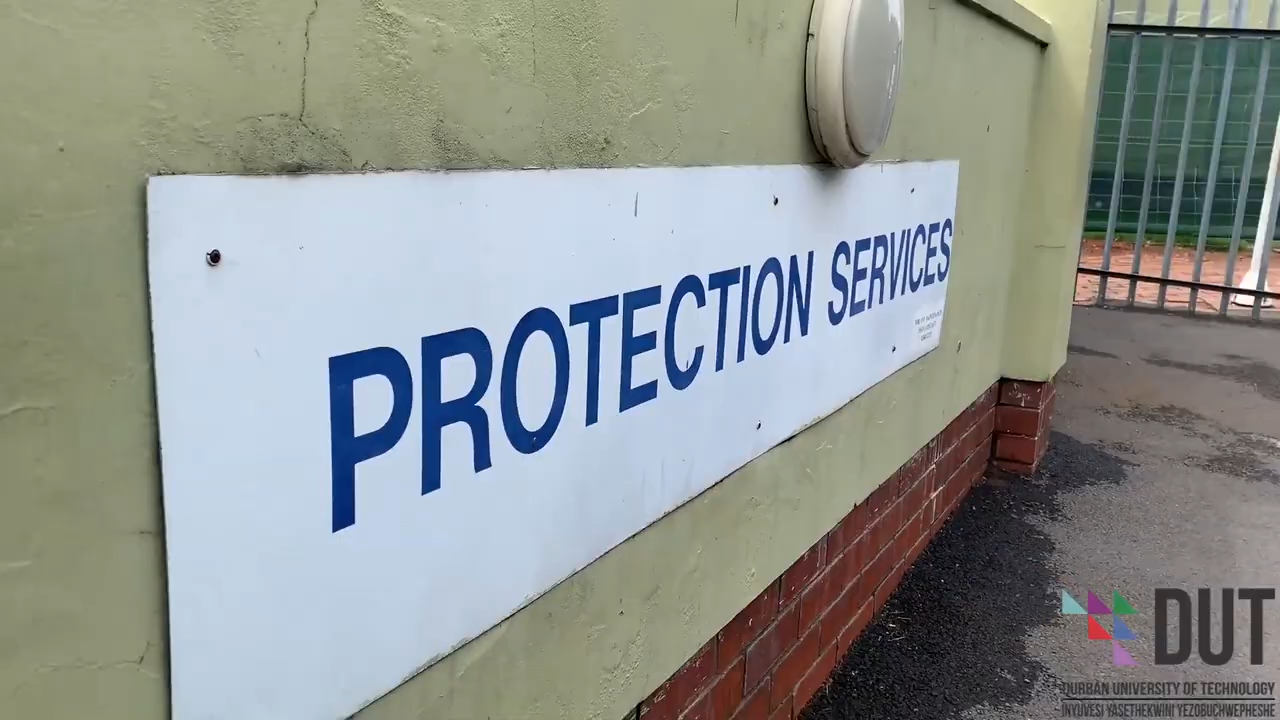 PROTECTION SERVICES
DUT
DURBAN UNIVERSITY OF TECHNOLOGY
INYUVESI YASETHEKWINI YEZOBUCHWEPHESHE